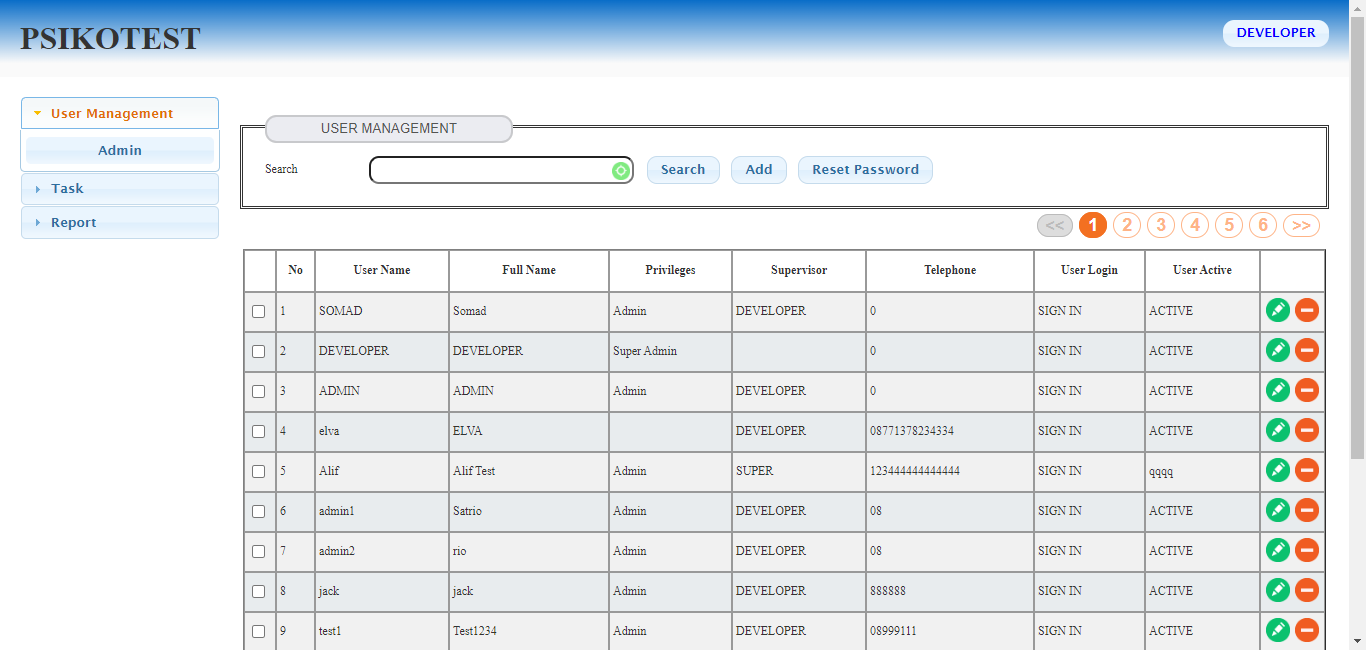 PSIKOTEST
DEVELOPER
User Management
Admin
Task
Report
USER MANAGEMENT
Search Search Add Reset Password
<< 1 2 3 4 5 6 >>
No User Name Full Name Privileges Supervisor Telephone User Login User Active
1 SOMAD Somad Admin DEVELOPER 0 SIGN IN ACTIVE
2 DEVELOPER DEVELOPER Super Admin 0 SIGN IN ACTIVE
3 ADMIN ADMIN Admin DEVELOPER 0 SIGN IN ACTIVE
4 elva ELVA DEVELOPER 08771378234334 SIGN IN ACTIVE
5 Alif Alif Test Admin SUPER 123444444444444 SIGN IN qqqq
6 admin1 Satrio Admin DEVELOPER 08 SIGN IN ACTIVE
7 admin2 rio Admin DEVELOPER 08 SIGN IN ACTIVE
8 jack jack Admin DEVELOPER 888888 SIGN IN ACTIVE
9 test1 Test1234 Admin DEVELOPER 08999111 SIGN IN ACTIVE